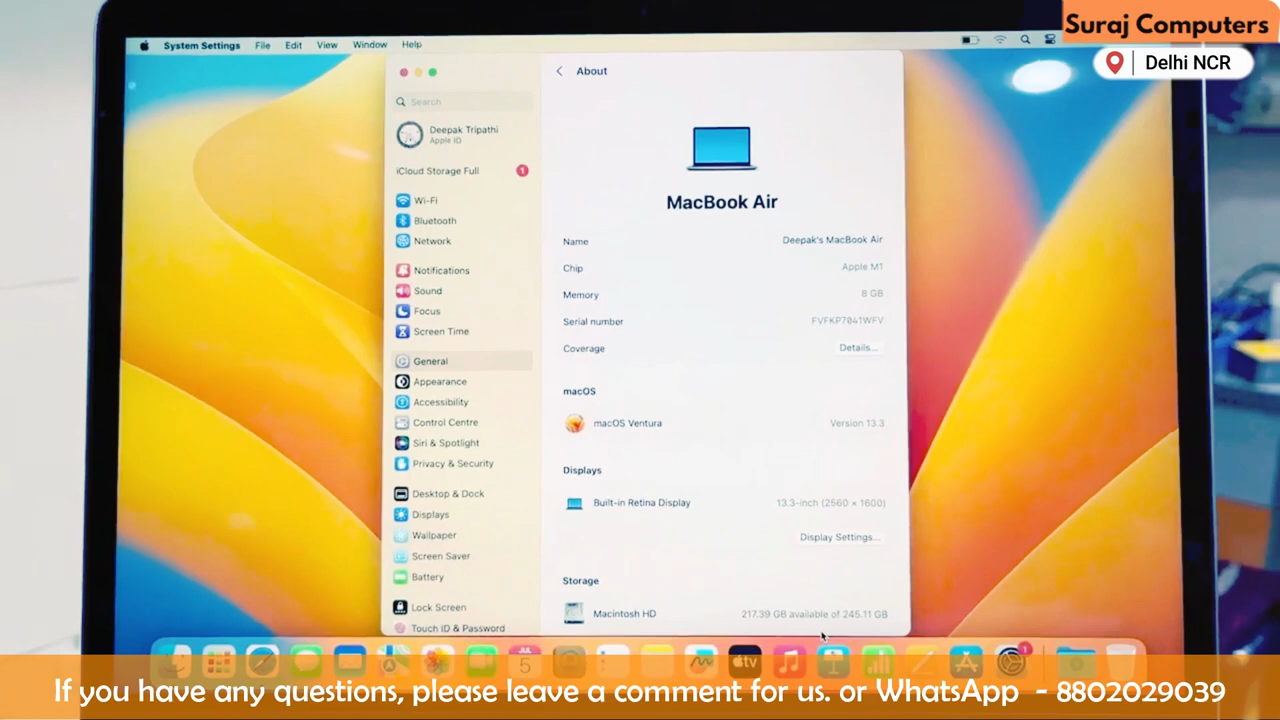 Suraj Computers
Delhi NCR
System Settings File Edit View Window Help
Search
Deepak Tripathi
Apple ID
iCloud Storage Full 1
Wi-Fi
Bluetooth
Network
Notifications
Sound
Focus
Screen Time
General
Appearance
Accessibility
Control Centre
Siri & Spotlight
Privacy & Security
Desktop & Dock
Displays
Wallpaper
Screen Saver
Battery
Lock Screen
Touch ID & Password
About
MacBook Air
Name Deepak's MacBook Air
Chip Apple M1
Memory 8 GB
Serial number FVFKP7041WFV
Coverage Details...
macOS
macOS Ventura Version 13.3
Displays
Built-in Retina Display 13.3-inch (2560 × 1600)
Display Settings...
Storage
Macintosh HD 217.39 GB available of 245.11 GB
JUL
5
tv
1
If you have any questions, please leave a comment for us. or WhatsApp - 8802029039